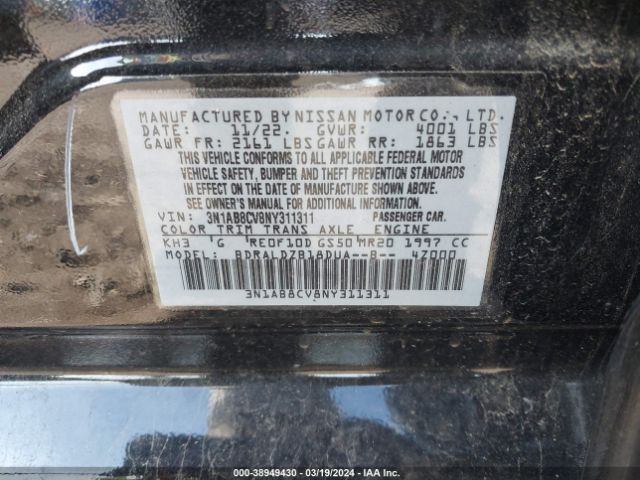 MANUFACTURED BY NISSAN MOTOR CO., LTD.
DATE: 11/22. GVWR: 4001 LBS
GAWR FR: 2161 LBS GAWR RR: 1863 LBS
THIS VEHICLE CONFORMS TO ALL APPLICABLE FEDERAL MOTOR
VEHICLE SAFETY, BUMPER AND THEFT PREVENTION STANDARDS
IN EFFECT ON THE DATE OF MANUFACTURE SHOWN ABOVE.
SEE OWNER'S MANUAL FOR ADDITIONAL INFORMATION.
VIN: 3N1AB8CV8NY311311 PASSENGER CAR.
COLOR TRIM TRANS AXLE ENGINE
KH3 G RE0F10D GS50 MR20 1997 CC
MODEL: BDRALDZB18DUA--B-- 4Z000
3N1AB8CV8NY311311
000-38949430 - 03/19/2024 - IAA Inc.